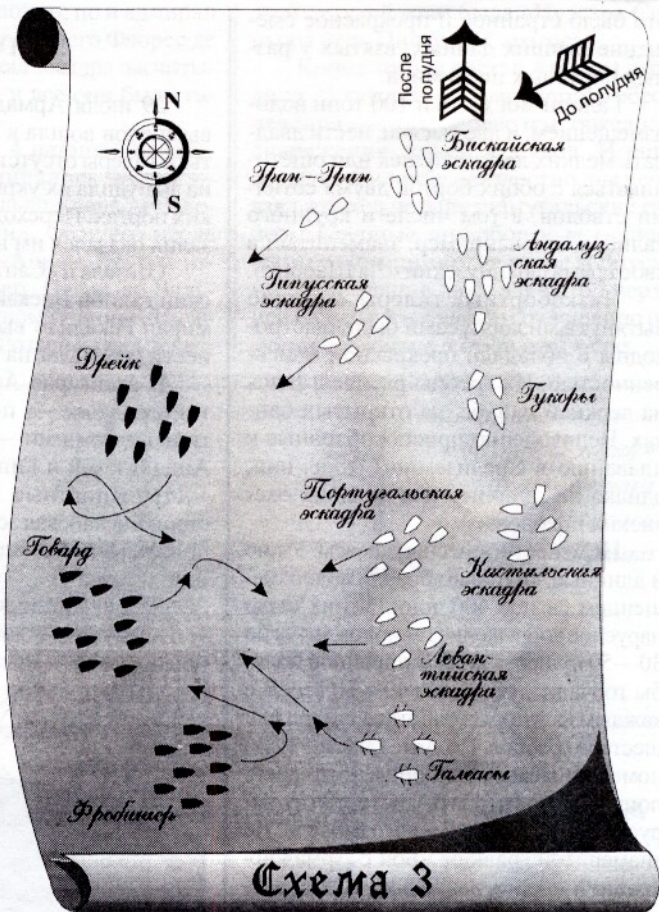 N
S
После
полудня
До полудня
Бискайская
эскадра
Гран-Грин
Андалуз-
ская
эскадра
Гипусская
эскадра
Дрейк
Гукоры
Португальская
эскадра
Говард
Кастильская
эскадра
Леван-
тийская
эскадра
Галеасы
Фробишер
Схема 3